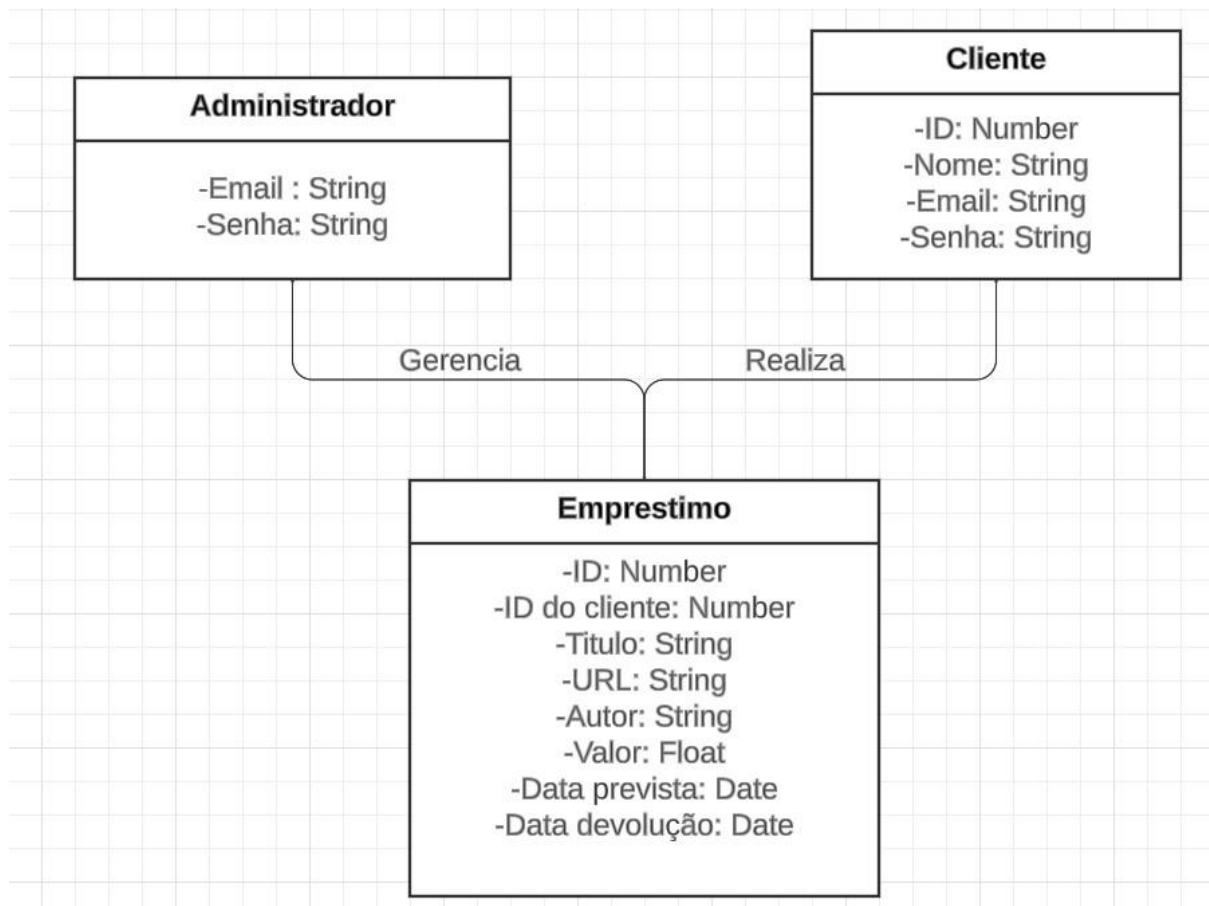 Administrador
-Email : String
-Senha: String
Cliente
-ID: Number
-Nome: String
-Email: String
-Senha: String
Gerencia
Realiza
Emprestimo
-ID: Number
-ID do cliente: Number
-Titulo: String
-URL: String
-Autor: String
-Valor: Float
-Data prevista: Date
-Data devolução: Date